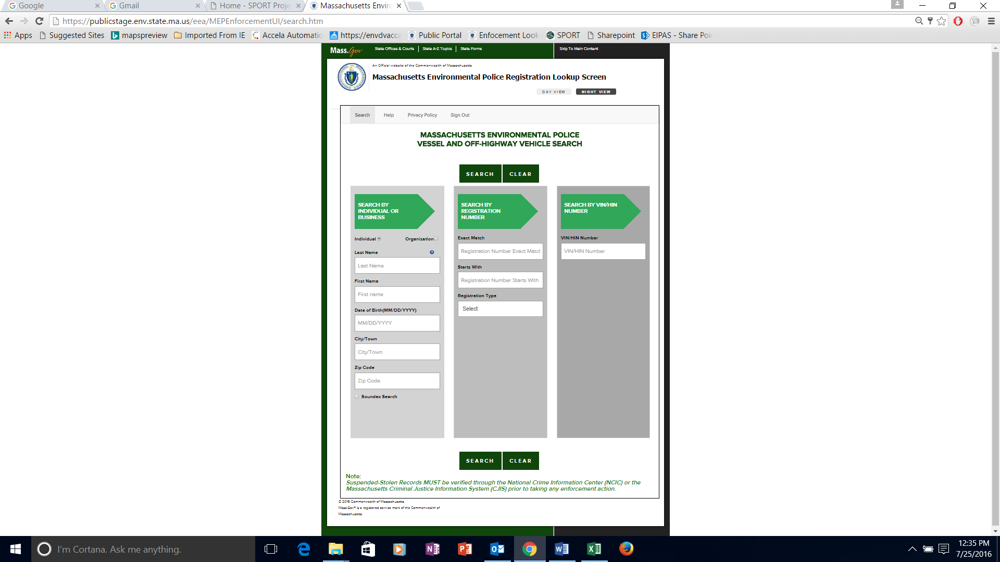 Google
Gmail
Home - SPORT Proje
Massachusetts Enviro
https://publicstage.env.state.ma.us/eea/MEPEnforcementUI/search.htm
Apps
Suggested Sites
mapspreview
Imported From IE
Accela Automatio
https://envdvacca
Public Portal
Enfocement Look
SPORT
Sharepoint
EIPAS - Share Poi
Mass.Gov
State Offices & Courts
State A-Z Topics
State Forms
Skip To Main Content
An Official website of the Commonwealth of Massachusetts
Massachusetts Environmental Police Registration Lookup Screen
DAY VIEW
NIGHT VIEW
Search
Help
Privacy Policy
Sign Out
MASSACHUSETTS ENVIRONMENTAL POLICE
VESSEL AND OFF-HIGHWAY VEHICLE SEARCH
SEARCH
CLEAR
SEARCH BY
INDIVIDUAL OR
BUSINESS
Individual
Organization
Last Name
Last Name
First Name
First name
Date of Birth(MM/DD/YYYY)
MM/DD/YYYY
City/Town
City/Town
Zip Code
Zip Code
Soundex Search
SEARCH BY
REGISTRATION
NUMBER
Exact Match
Registration Number Exact Match
Starts With
Registration Number Starts With
Registration Type
Select
SEARCH BY VIN/HIN
NUMBER
VIN/HIN Number
VIN/HIN Number
SEARCH
CLEAR
Note:
Suspended-Stolen Records MUST be verified through the National Crime Information Center (NCIC) or the
Massachusetts Criminal Justice Information System (CJIS) prior to taking any enforcement action.
© 2016 Commonwealth of Massachusetts.
Mass.Gov® is a registered service mark of the Commonwealth of
Massachusetts.
I'm Cortana. Ask me anything.
12:35 PM
7/25/2016